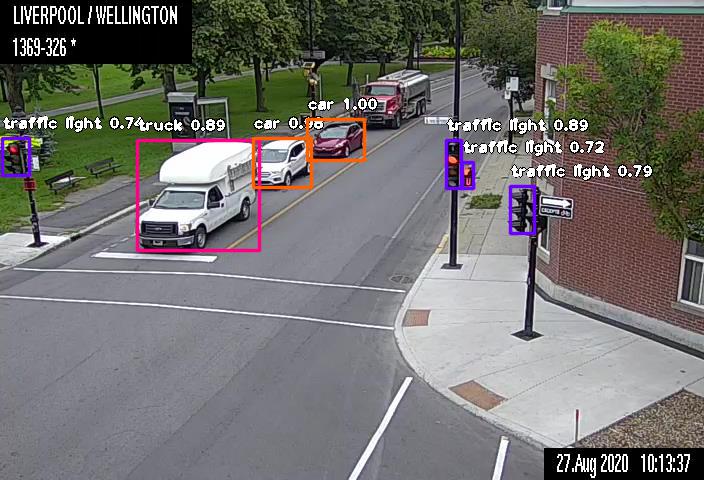 LIVERPOOL / WELLINGTON
1369-326 *
car 1.00
traffic light 0.74
truck 0.89
car 0.98
traffic light 0.89
traffic light 0.72
traffic light 0.79
27.Aug 2020 10:13:37